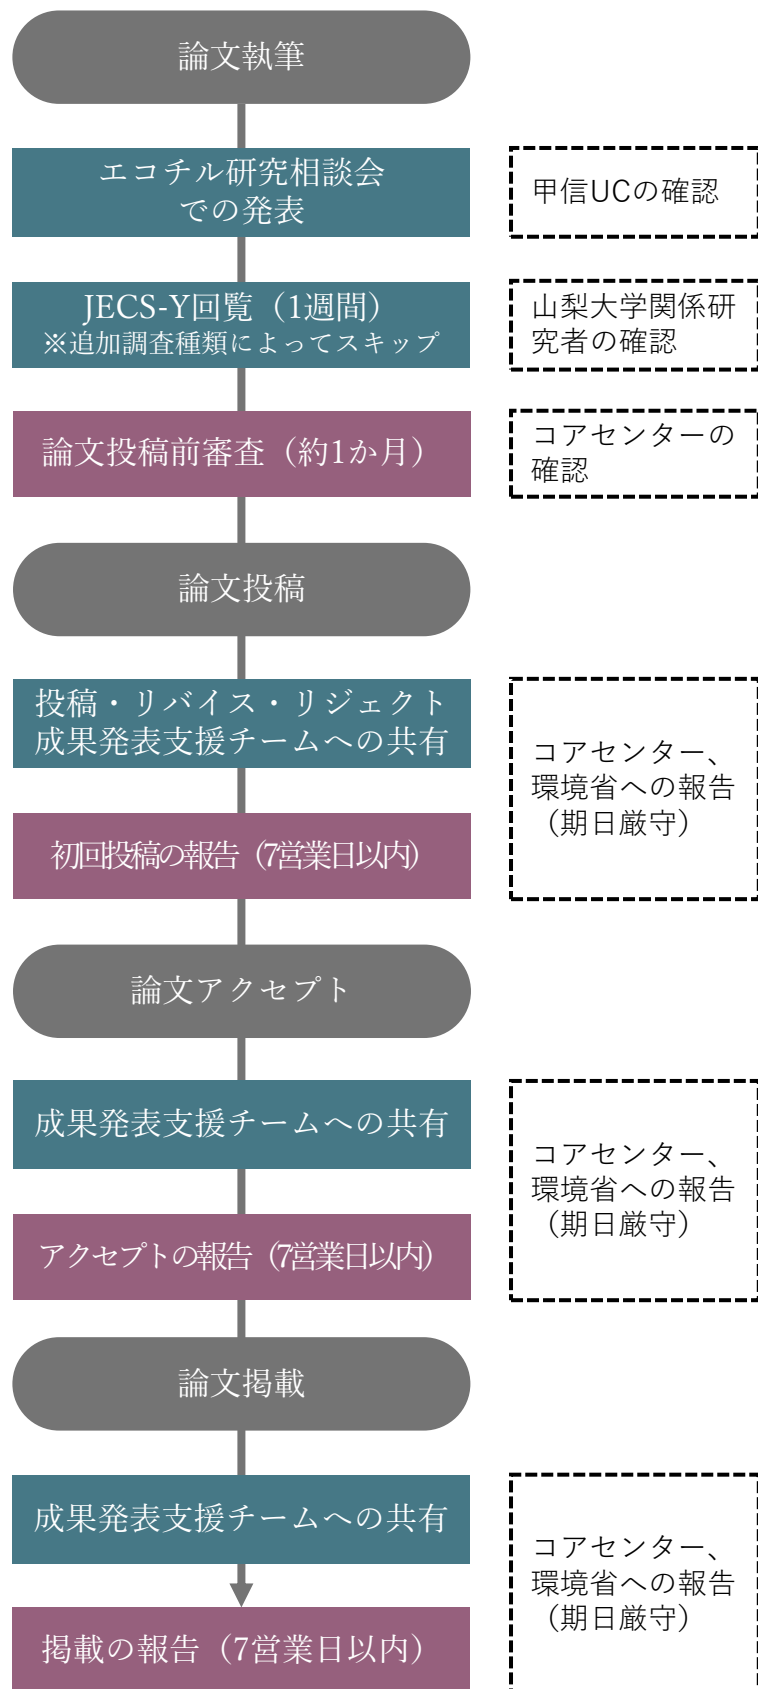 論文執筆
エコチル研究相談会
での発表
甲信UCの確認
JECS-Y回覧（1週間）
※追加調査種類によってスキップ
山梨大学関係研
究者の確認
論文投稿前審査（約1か月）
コアセンターの
確認
論文投稿
投稿・リバイス・リジェクト
成果発表支援チームへの共有
初回投稿の報告（7営業日以内）
コアセンター、
環境省への報告
（期日厳守）
論文アクセプト
成果発表支援チームへの共有
アクセプトの報告（7営業日以内）
コアセンター、
環境省への報告
（期日厳守）
論文掲載
成果発表支援チームへの共有
掲載の報告（7営業日以内）
コアセンター、
環境省への報告
（期日厳守）